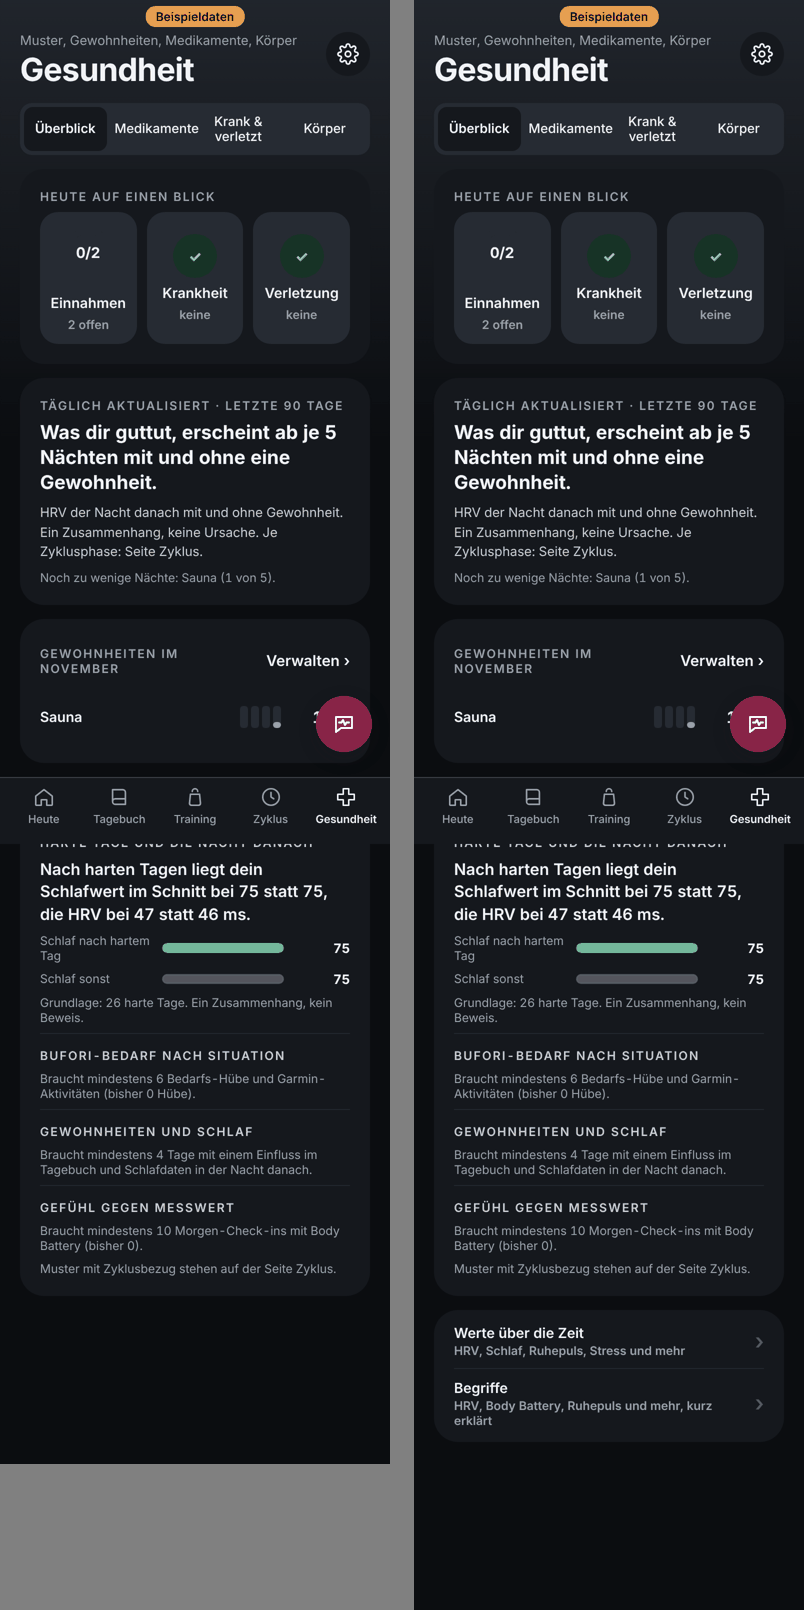 Beispieldaten
Muster, Gewohnheiten, Medikamente, Körper
Gesundheit
Überblick
Medikamente
Krank &
verletzt
Körper
HEUTE AUF EINEN BLICK
0/2
Einnahmen
2 offen
Krankheit
keine
Verletzung
keine
TÄGLICH AKTUALISIERT · LETZTE 90 TAGE
Was dir guttut, erscheint ab je 5
Nächten mit und ohne eine
Gewohnheit.
HRV der Nacht danach mit und ohne Gewohnheit.
Ein Zusammenhang, keine Ursache. Je
Zyklusphase: Seite Zyklus.
Noch zu wenige Nächte: Sauna (1 von 5).
GEWOHNHEITEN IM
NOVEMBER
Verwalten ›
Sauna
Heute
Tagebuch
Training
Zyklus
Gesundheit
HARTE TAGE UND DIE NACHT DANACH
Nach harten Tagen liegt dein
Schlafwert im Schnitt bei 75 statt 75,
die HRV bei 47 statt 46 ms.
Schlaf nach hartem
Tag
75
Schlaf sonst
75
Grundlage: 26 harte Tage. Ein Zusammenhang, kein
Beweis.
BUFORI-BEDARF NACH SITUATION
Braucht mindestens 6 Bedarfs-Hübe und Garmin-
Aktivitäten (bisher 0 Hübe).
GEWOHNHEITEN UND SCHLAF
Braucht mindestens 4 Tage mit einem Einfluss im
Tagebuch und Schlafdaten in der Nacht danach.
GEFÜHL GEGEN MESSWERT
Braucht mindestens 10 Morgen-Check-ins mit Body
Battery (bisher 0).
Muster mit Zyklusbezug stehen auf der Seite Zyklus.
Beispieldaten
Muster, Gewohnheiten, Medikamente, Körper
Gesundheit
Überblick
Medikamente
Krank &
verletzt
Körper
HEUTE AUF EINEN BLICK
0/2
Einnahmen
2 offen
Krankheit
keine
Verletzung
keine
TÄGLICH AKTUALISIERT · LETZTE 90 TAGE
Was dir guttut, erscheint ab je 5
Nächten mit und ohne eine
Gewohnheit.
HRV der Nacht danach mit und ohne Gewohnheit.
Ein Zusammenhang, keine Ursache. Je
Zyklusphase: Seite Zyklus.
Noch zu wenige Nächte: Sauna (1 von 5).
GEWOHNHEITEN IM
NOVEMBER
Verwalten ›
Sauna
Heute
Tagebuch
Training
Zyklus
Gesundheit
HARTE TAGE UND DIE NACHT DANACH
Nach harten Tagen liegt dein
Schlafwert im Schnitt bei 75 statt 75,
die HRV bei 47 statt 46 ms.
Schlaf nach hartem
Tag
75
Schlaf sonst
75
Grundlage: 26 harte Tage. Ein Zusammenhang, kein
Beweis.
BUFORI-BEDARF NACH SITUATION
Braucht mindestens 6 Bedarfs-Hübe und Garmin-
Aktivitäten (bisher 0 Hübe).
GEWOHNHEITEN UND SCHLAF
Braucht mindestens 4 Tage mit einem Einfluss im
Tagebuch und Schlafdaten in der Nacht danach.
GEFÜHL GEGEN MESSWERT
Braucht mindestens 10 Morgen-Check-ins mit Body
Battery (bisher 0).
Muster mit Zyklusbezug stehen auf der Seite Zyklus.
Werte über die Zeit
HRV, Schlaf, Ruhepuls, Stress und mehr
Begriffe
HRV, Body Battery, Ruhepuls und mehr, kurz
erklärt